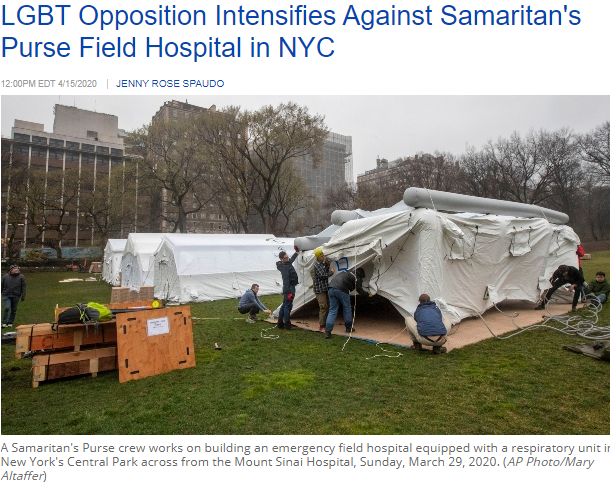 LGBT Opposition Intensifies Against Samaritan's
Purse Field Hospital in NYC
12:00PM EDT 4/15/2020 | JENNY ROSE SPAUDO
A Samaritan's Purse crew works on building an emergency field hospital equipped with a respiratory unit in
New York's Central Park across from the Mount Sinai Hospital, Sunday, March 29, 2020. (AP Photo/Mary
Altaffer)